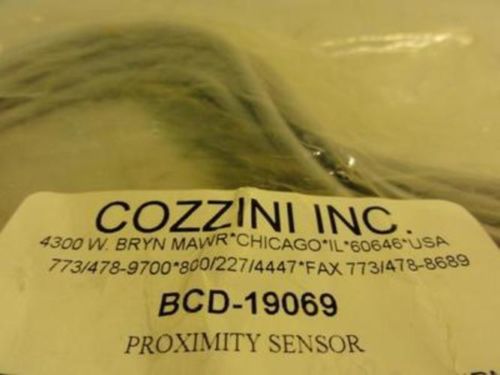 COZZINI INC.
4300 W. BRYN MAWR*CHICAGO*IL*60646*USA
773/478-9700*800/227/4447*FAX 773/478-8689
BCD-19069
PROXIMITY SENSOR